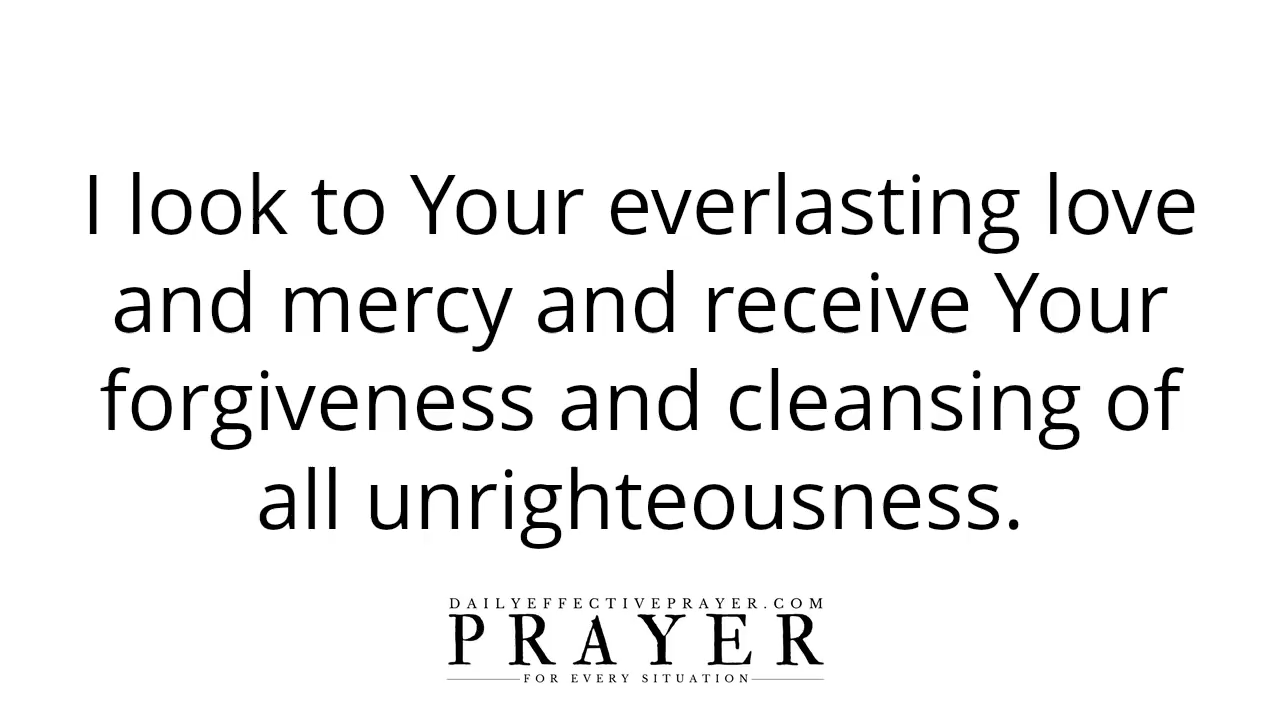 I look to Your everlasting love
and mercy and receive Your
forgiveness and cleansing of
all unrighteousness.
DAILYEFFECTIVEPRAYER.COM
PRAYER
FOR EVERY SITUATION